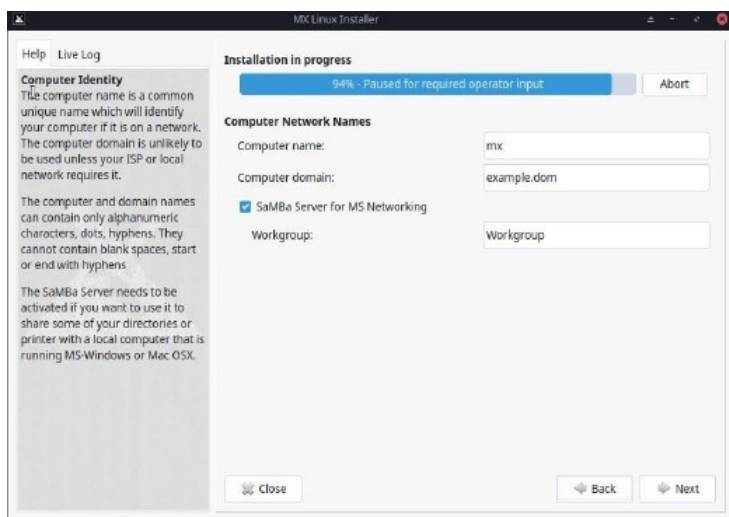 MX Linux Installer
Help Live Log
Computer Identity
The computer name is a common
unique name which will identify
your computer if it is on a network.
The computer domain is unlikely to
be used unless your ISP or local
network requires it.
The computer and domain names
can contain only alphanumeric
characters, dots, hyphens. They
cannot contain blank spaces, start
or end with hyphens
The SaMBa Server needs to be
activated if you want to use it to
share some of your directories or
printer with a local computer that is
running MS-Windows or Mac OSX.
Installation in progress
94% - Paused for required operator input Abort
Computer Network Names
Computer name: mx
Computer domain: example.dom
SaMBa Server for MS Networking
Workgroup: Workgroup
Close Back Next